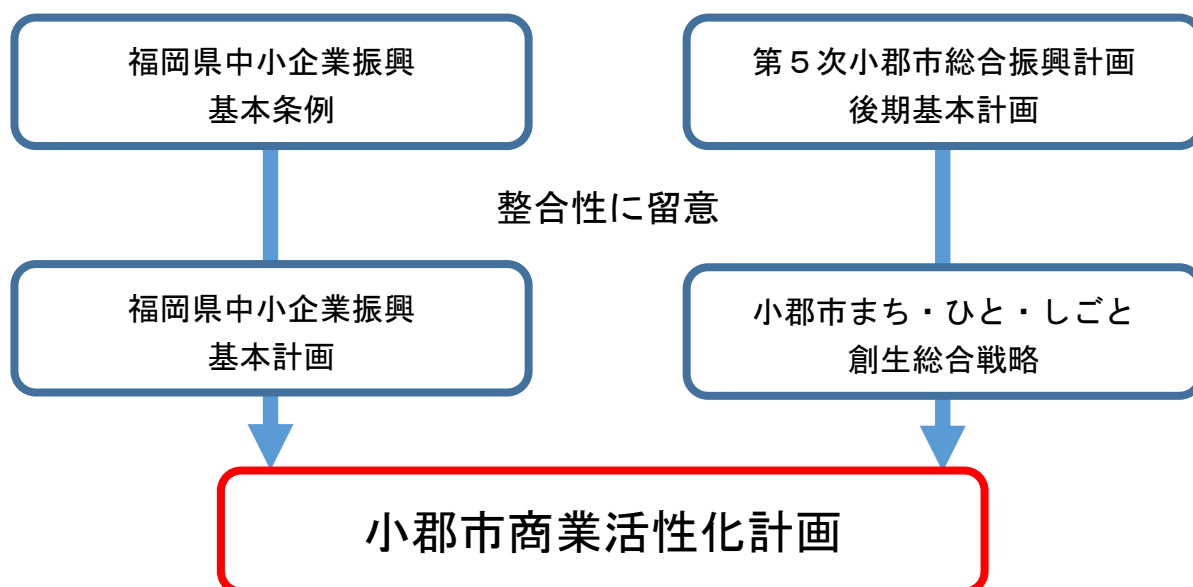 福岡県中小企業振興
基本条例
第５次小郡市総合振興計画
後期基本計画
整合性に留意
福岡県中小企業振興
基本計画
小郡市まち・ひと・しごと
創生総合戦略
小郡市商業活性化計画